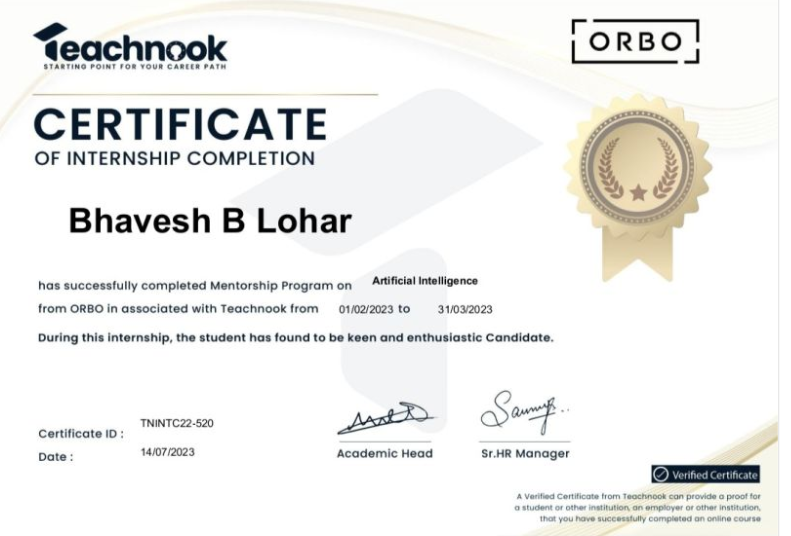 Teachnook
STARTING POINT FOR YOUR CAREER PATH
ORBO
CERTIFICATE
OF INTERNSHIP COMPLETION
Bhavesh B Lohar
has successfully completed Mentorship Program on Artificial Intelligence
from ORBO in associated with Teachnook from 01/02/2023 to 31/03/2023
During this internship, the student has found to be keen and enthusiastic Candidate.
Certificate ID : TNINTC22-520
Date : 14/07/2023
Academic Head
Sr.HR Manager
Verified Certificate
A Verified Certificate from Teachnook can provide a proof for
a student or other institution, an employer or other institution,
that you have successfully completed an online course